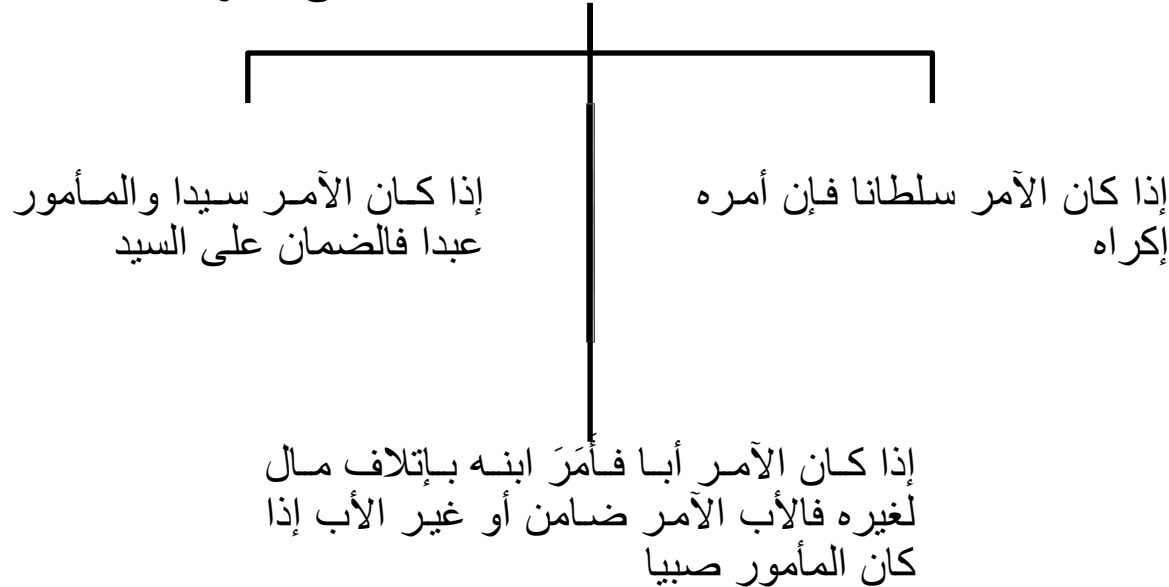 إذا كان الآمر سلطانا فإن أمره
إكراه
إذا كان الآمر سيدا والمأمور
عبدا فالضمان على السيد
إذا كان الآمر أبا فأَمَرَ ابنه بإتلاف مال
لغيره فالأب الآمر ضامن أو غير الأب إذا
كان المأمور صبيا